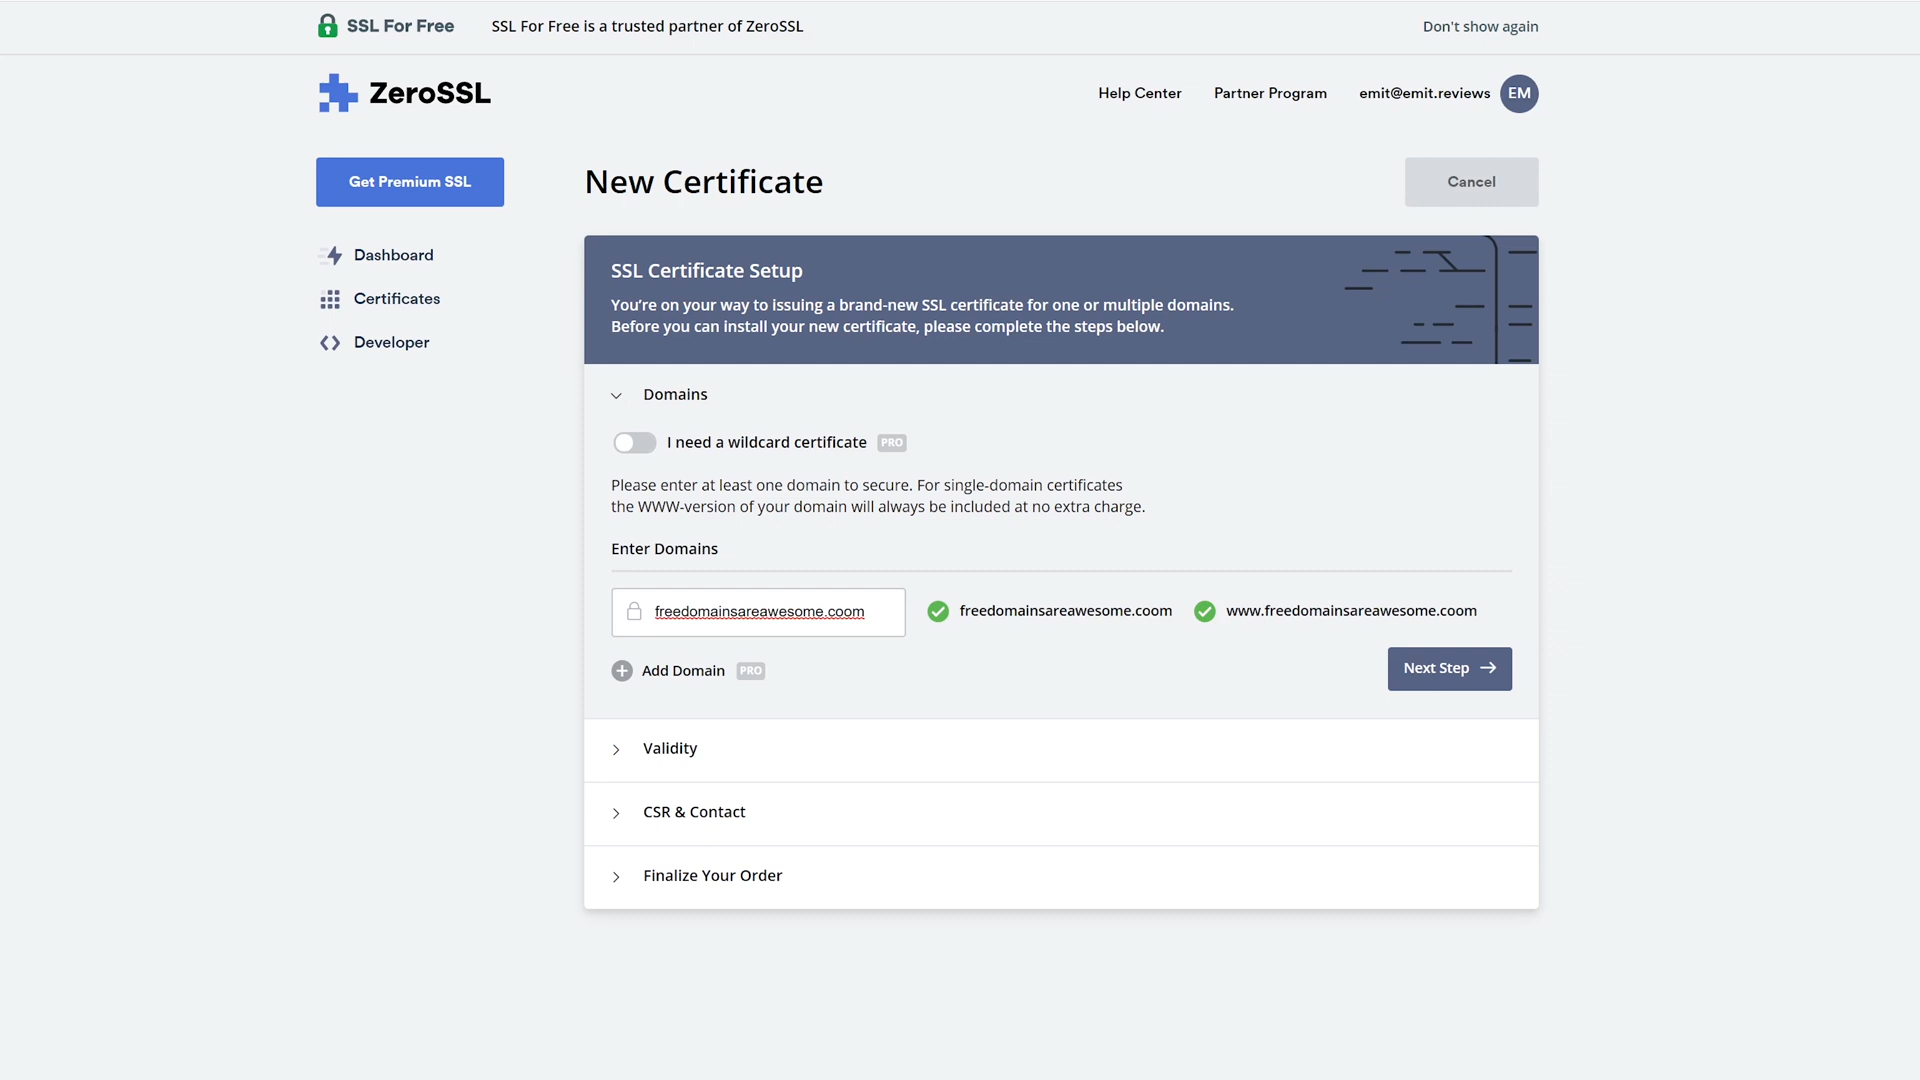 SSL For Free
SSL For Free is a trusted partner of ZeroSSL
Don't show again
ZeroSSL
Help Center
Partner Program
emit@emit.reviews
EM
Get Premium SSL
New Certificate
Cancel
Dashboard
Certificates
Developer
SSL Certificate Setup
You’re on your way to issuing a brand-new SSL certificate for one or multiple domains.
Before you can install your new certificate, please complete the steps below.
Domains
I need a wildcard certificate PRO
Please enter at least one domain to secure. For single-domain certificates
the WWW-version of your domain will always be included at no extra charge.
Enter Domains
freedomainsareawesome.coom
freedomainsareawesome.coom
www.freedomainsareawesome.coom
Add Domain PRO
Next Step
Validity
CSR & Contact
Finalize Your Order